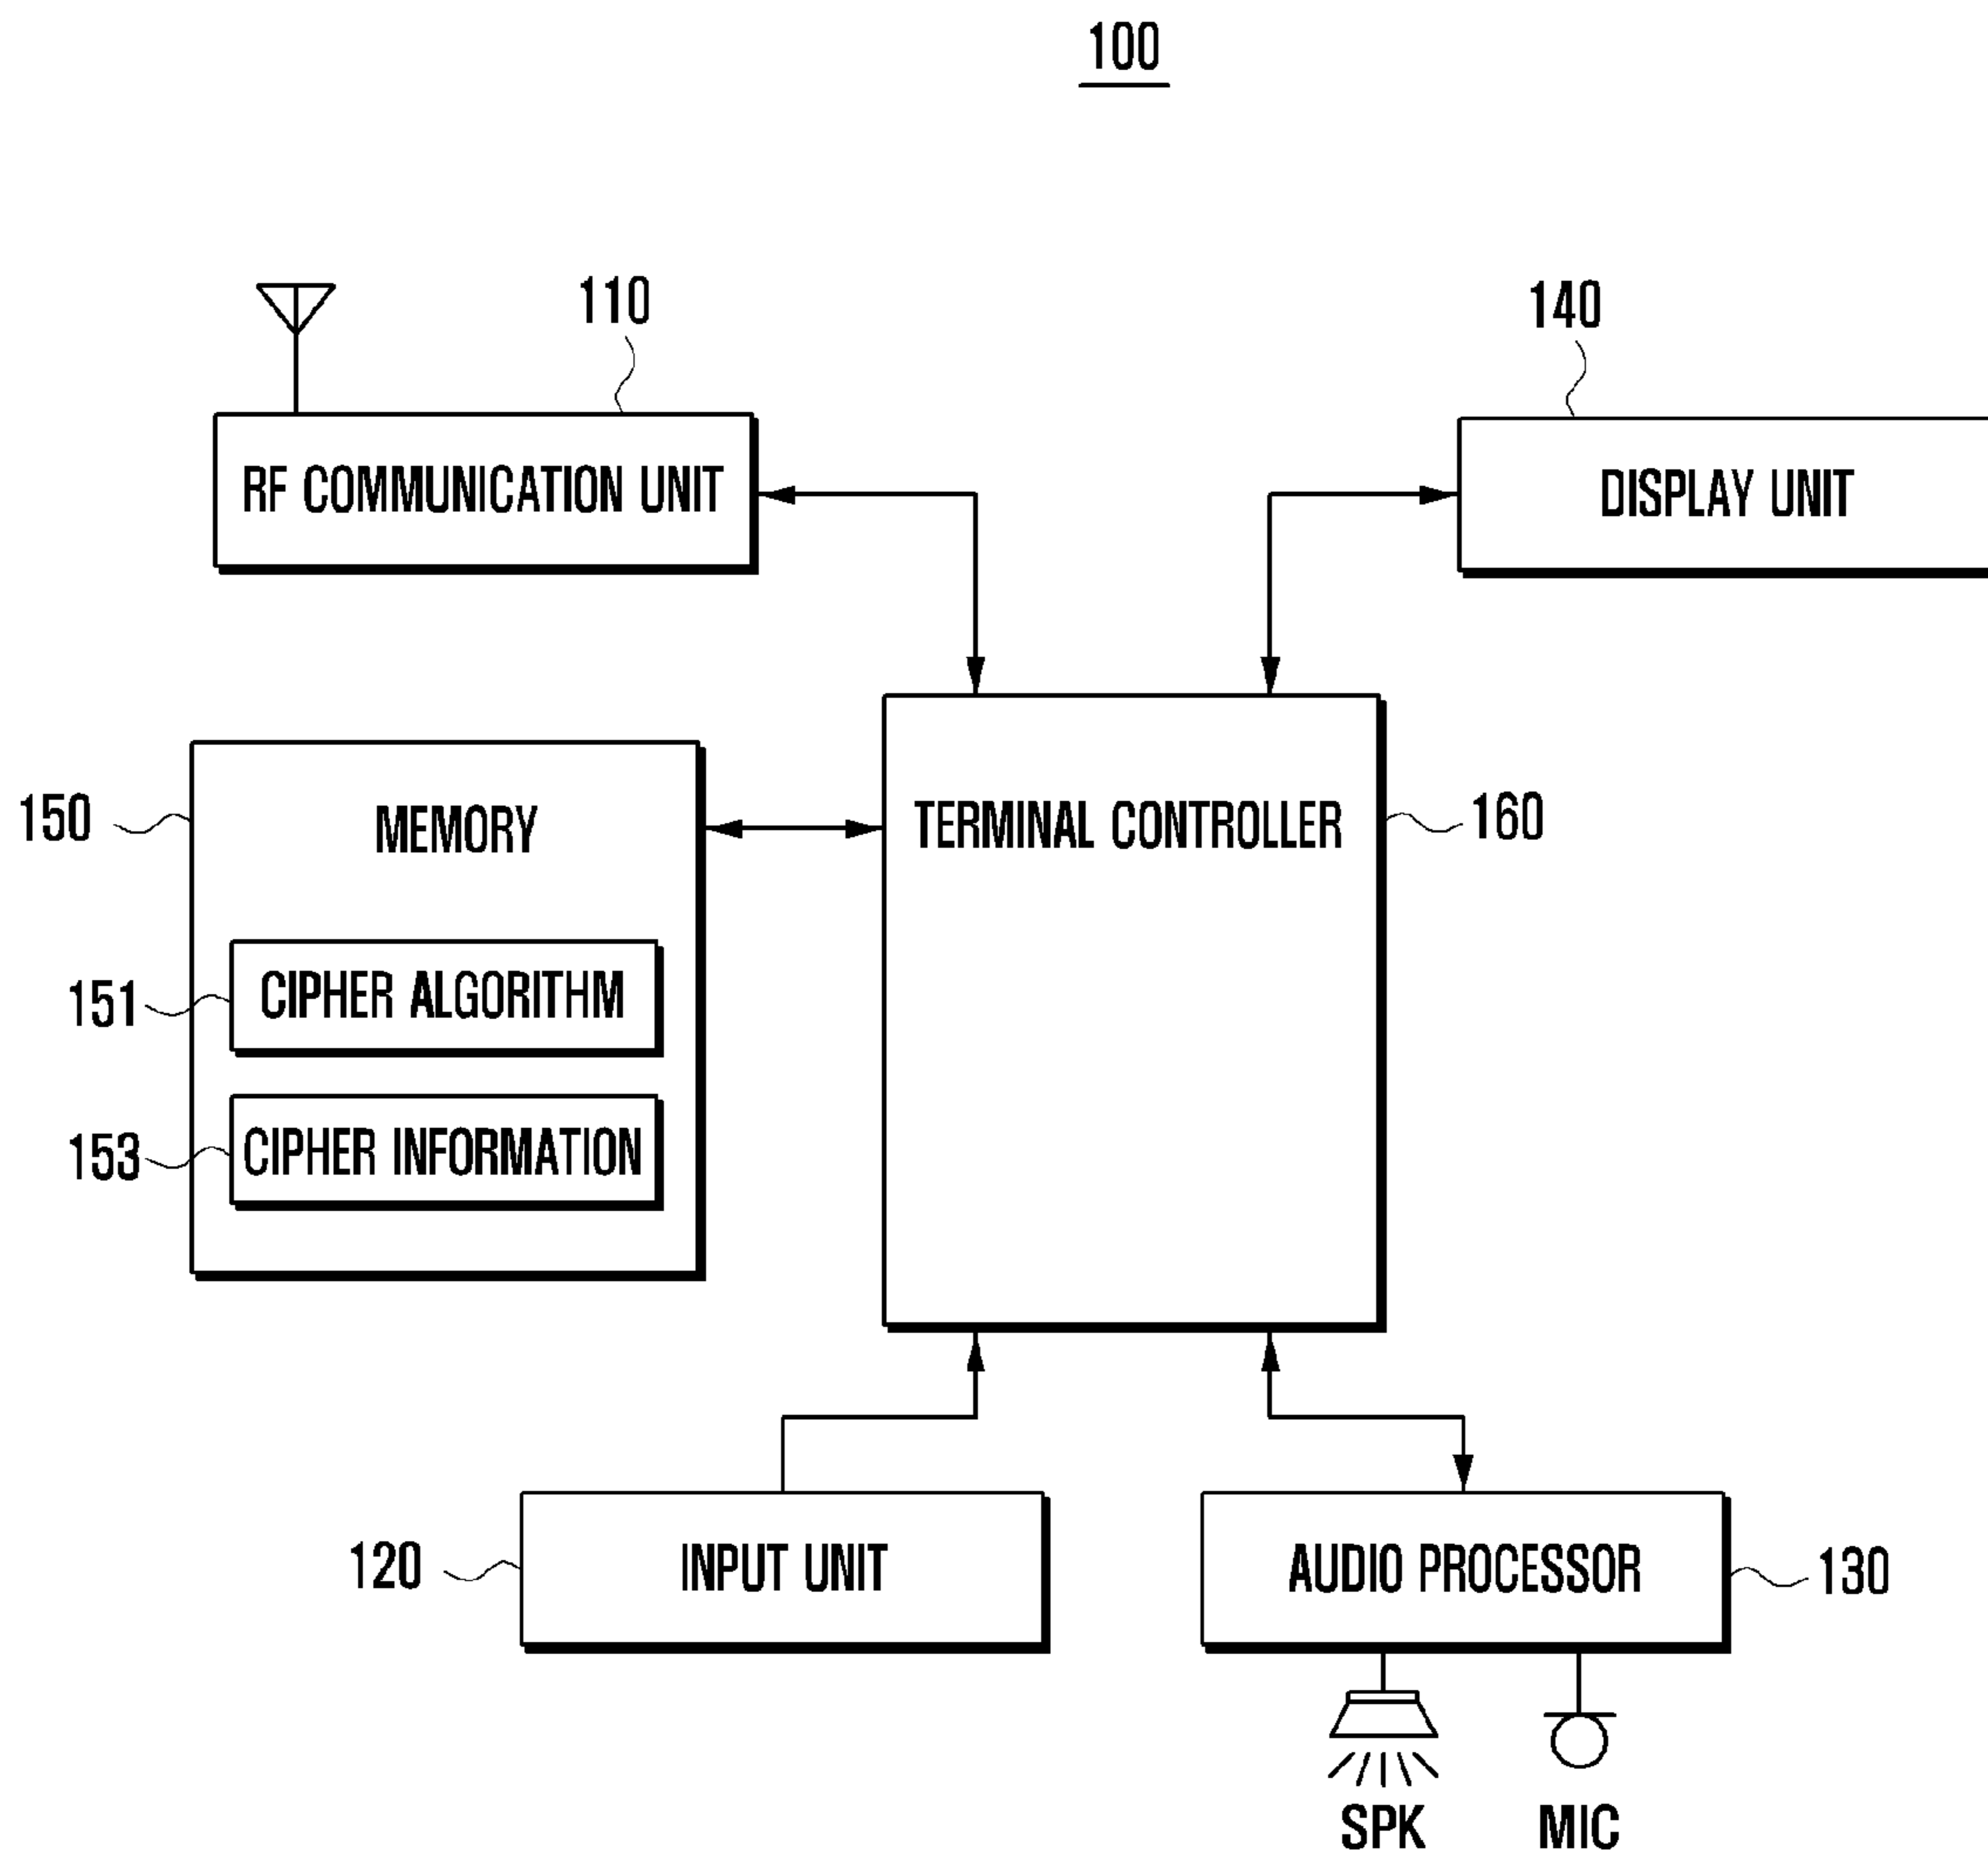 100
110
140
RF COMMUNICATION UNIT
DISPLAY UNIT
150
MEMORY
TERMINAL CONTROLLER
160
151
CIPHER ALGORITHM
153
CIPHER INFORMATION
120
INPUT UNIT
AUDIO PROCESSOR
130
SPK
MIC